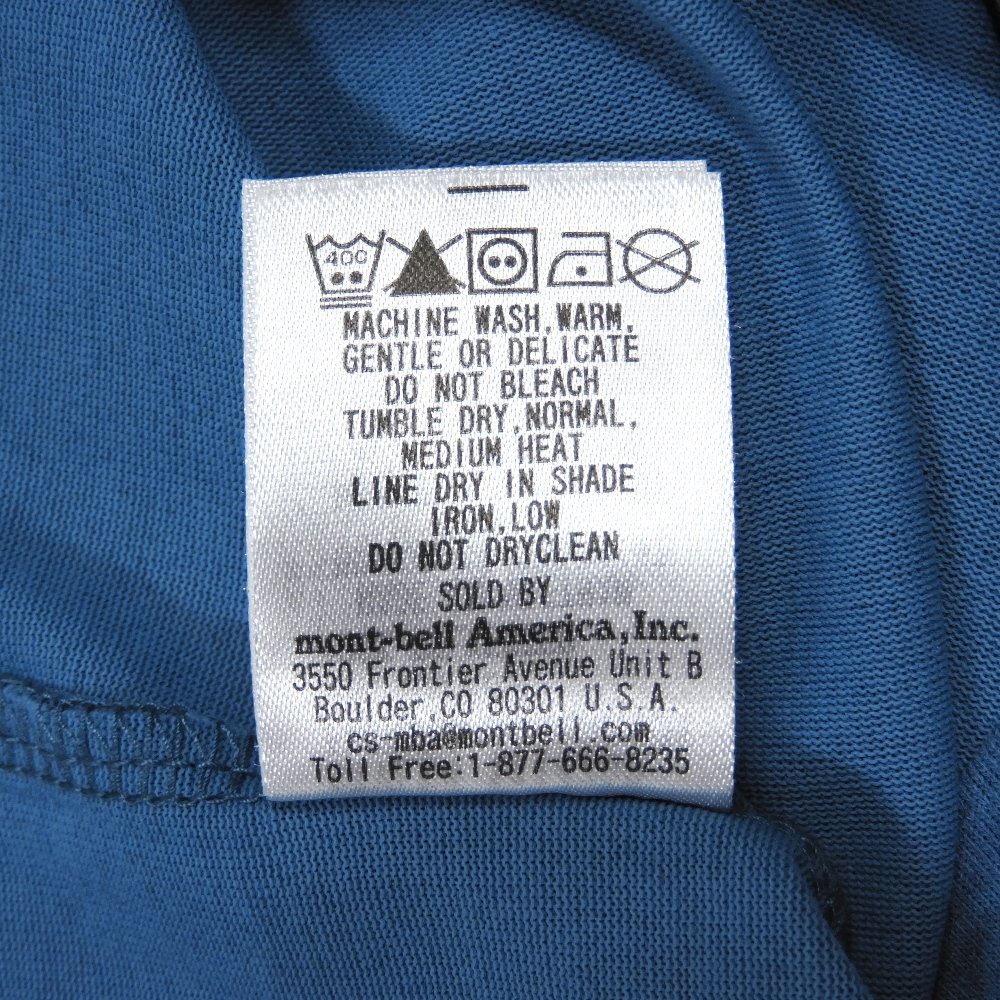 40C
MACHINE WASH,WARM,
GENTLE OR DELICATE
DO NOT BLEACH
TUMBLE DRY,NORMAL,
MEDIUM HEAT
LINE DRY IN SHADE
IRON,LOW
DO NOT DRYCLEAN
SOLD BY
mont-bell America,Inc.
3550 Frontier Avenue Unit B
Boulder,CO 80301 U.S.A.
cs-mba@montbell.com
Toll Free:1-877-666-8235